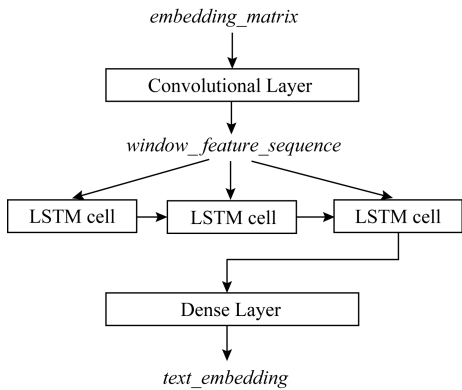 embedding_matrix
Convolutional Layer
window_feature_sequence
LSTM cell LSTM cell LSTM cell
Dense Layer
text_embedding